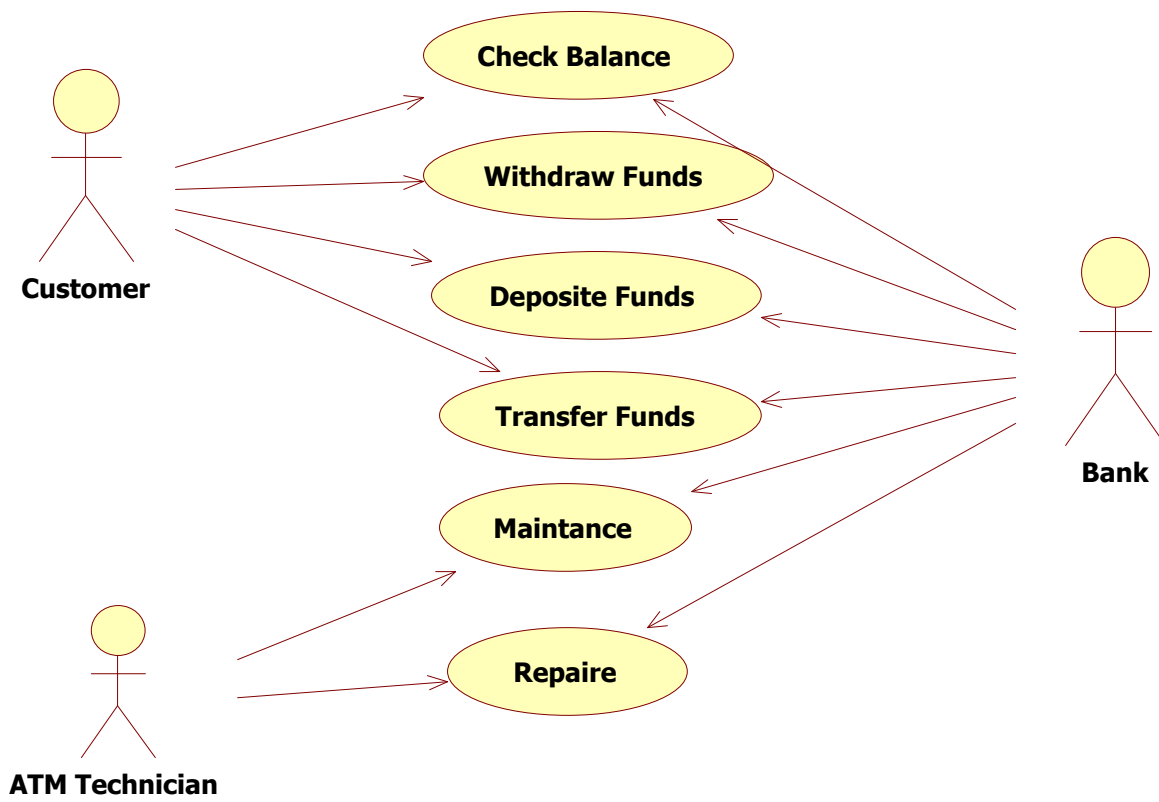 Check Balance
Withdraw Funds
Customer
Deposite Funds
Transfer Funds
Bank
Maintance
Repaire
ATM Technician